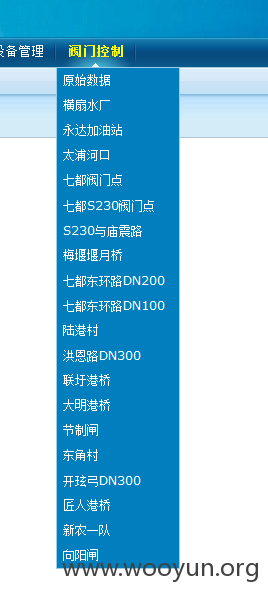 设备管理 阀门控制
原始数据
横扇水厂
永达加油站
太浦河口
七都阀门点
七都S230阀门点
S230与庙震路
梅堰堰月桥
七都东环路DN200
七都东环路DN100
陆港村
洪恩路DN300
联圩港桥
大明港桥
节制闸
东角村
开玹弓DN300
匠人港桥
新农一队
向阳闸
www.wooyun.org